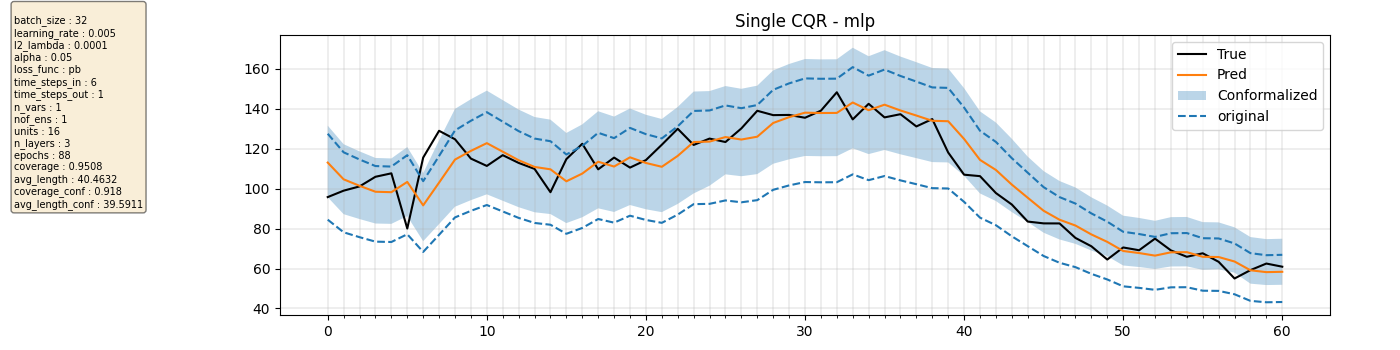 batch_size : 32
learning_rate : 0.005
l2_lambda : 0.0001
alpha : 0.05
loss_func : pb
time_steps_in : 6
time_steps_out : 1
n_vars : 1
nof_ens : 1
units : 16
n_layers : 3
epochs : 88
coverage : 0.9508
avg_length : 40.4632
coverage_conf : 0.918
avg_length_conf : 39.5911
Single CQR - mlp
True
Pred
Conformalized
original
160
140
120
100
80
60
40
0 10 20 30 40 50 60